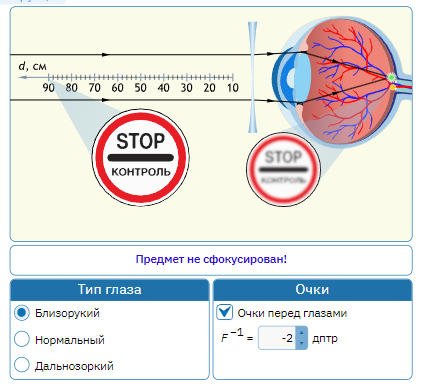 d, см
90 80 70 60 50 40 30 20 10
STOP
КОНТРОЛЬ
STOP
КОНТРОЛЬ
Предмет не сфокусирован!
Тип глаза
Близорукий
Нормальный
Дальнозоркий
Очки
Очки перед глазами
F⁻¹ = -2 дптр